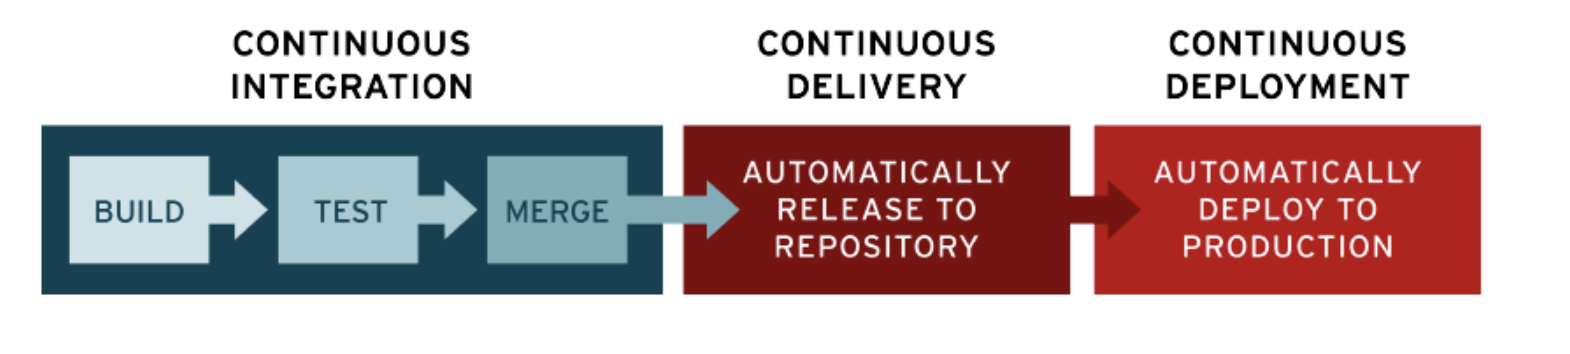 CONTINUOUS
INTEGRATION
CONTINUOUS
DELIVERY
CONTINUOUS
DEPLOYMENT
BUILD
TEST
MERGE
AUTOMATICALLY
RELEASE TO
REPOSITORY
AUTOMATICALLY
DEPLOY TO
PRODUCTION